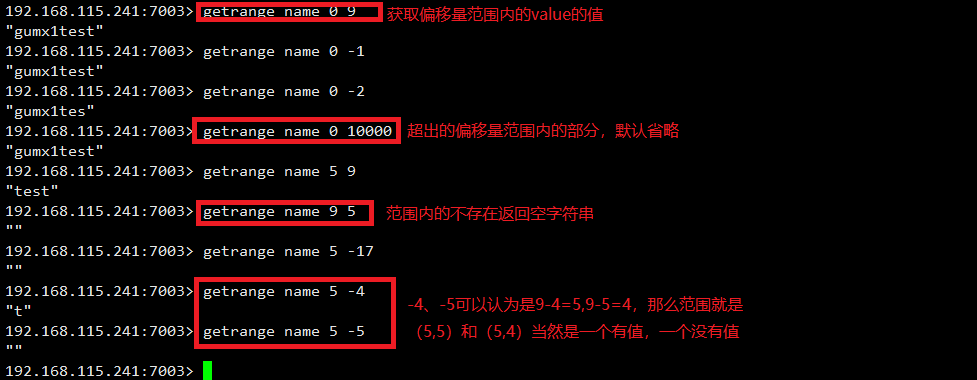 192.168.115.241:7003> getrange name 0 9 获取偏移量范围内的value的值
"gumx1test"
192.168.115.241:7003> getrange name 0 -1
"gumx1test"
192.168.115.241:7003> getrange name 0 -2
"gumx1tes"
192.168.115.241:7003> getrange name 0 10000 超出的偏移量范围内的部分，默认省略
"gumx1test"
192.168.115.241:7003> getrange name 5 9
"test"
192.168.115.241:7003> getrange name 9 5 范围内的不存在返回空字符串
""
192.168.115.241:7003> getrange name 5 -17
""
192.168.115.241:7003> getrange name 5 -4
"t"
192.168.115.241:7003> getrange name 5 -5
""
-4、-5可以认为是9-4=5,9-5=4，那么范围就是
（5,5）和（5,4）当然是一个有值，一个没有值
192.168.115.241:7003>